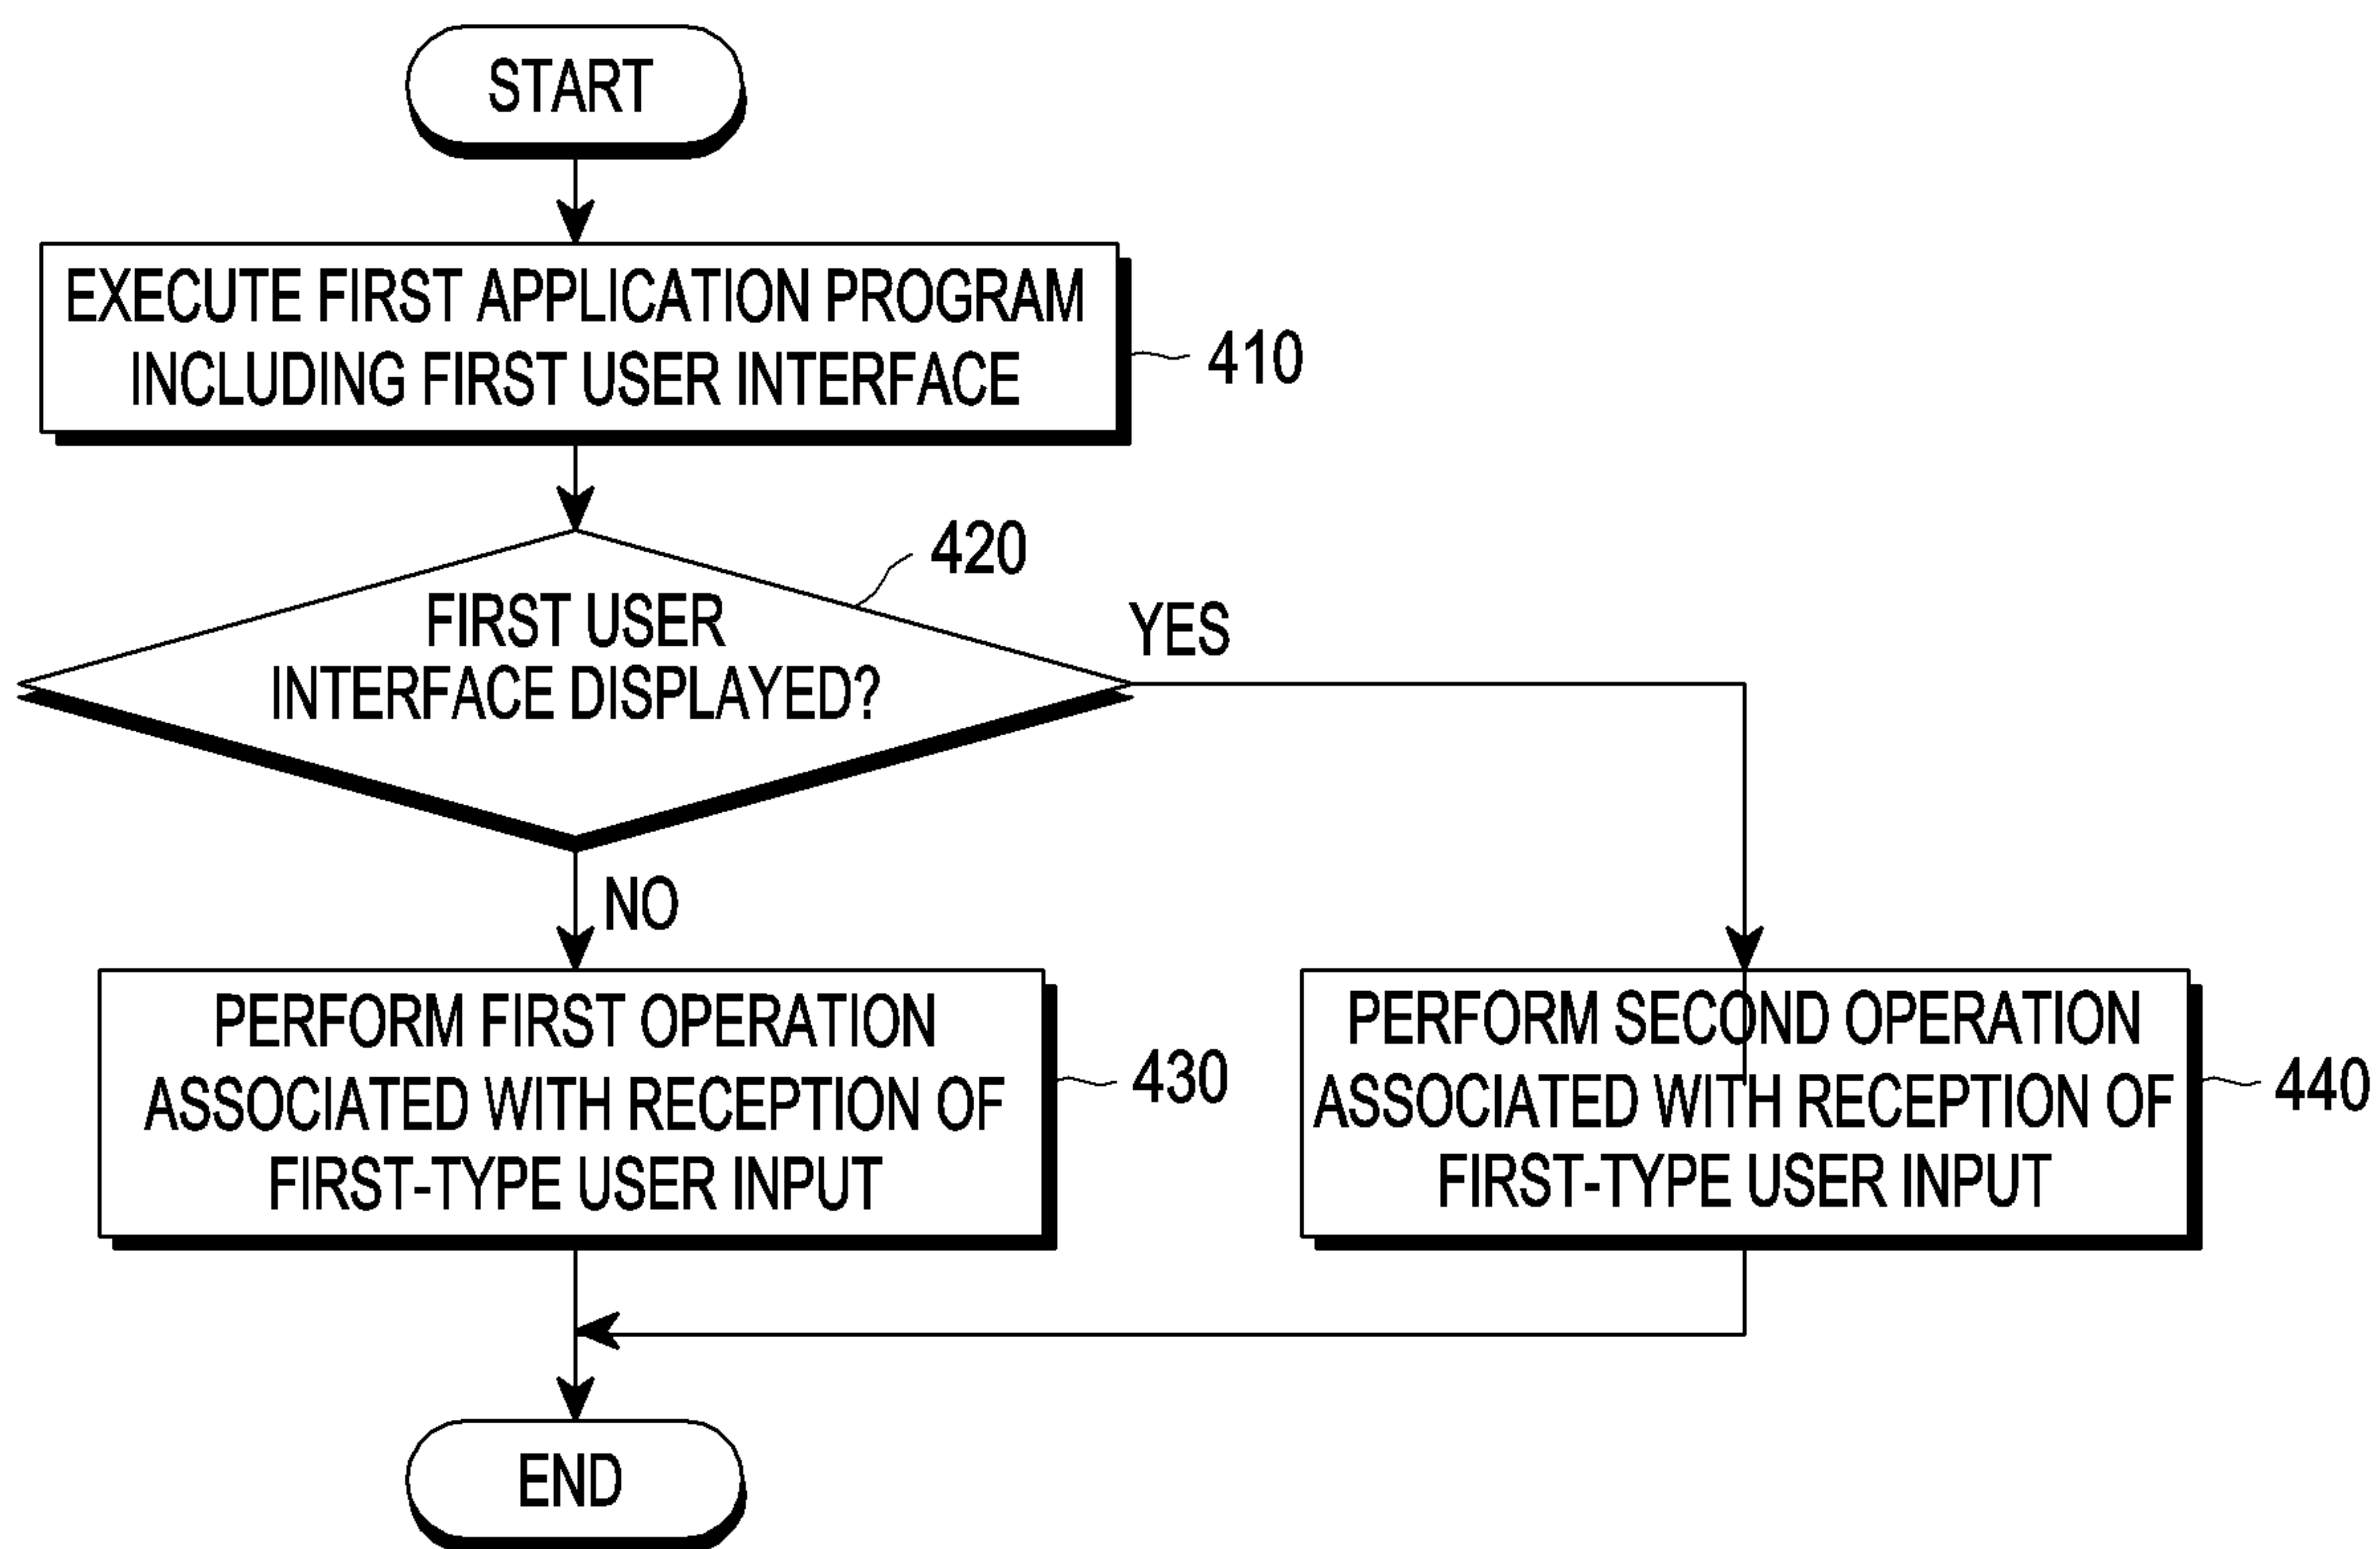 START
EXECUTE FIRST APPLICATION PROGRAM
INCLUDING FIRST USER INTERFACE
410
420
FIRST USER
INTERFACE DISPLAYED?
YES
NO
PERFORM FIRST OPERATION
ASSOCIATED WITH RECEPTION OF
FIRST-TYPE USER INPUT
430
PERFORM SECOND OPERATION
ASSOCIATED WITH RECEPTION OF
FIRST-TYPE USER INPUT
440
END